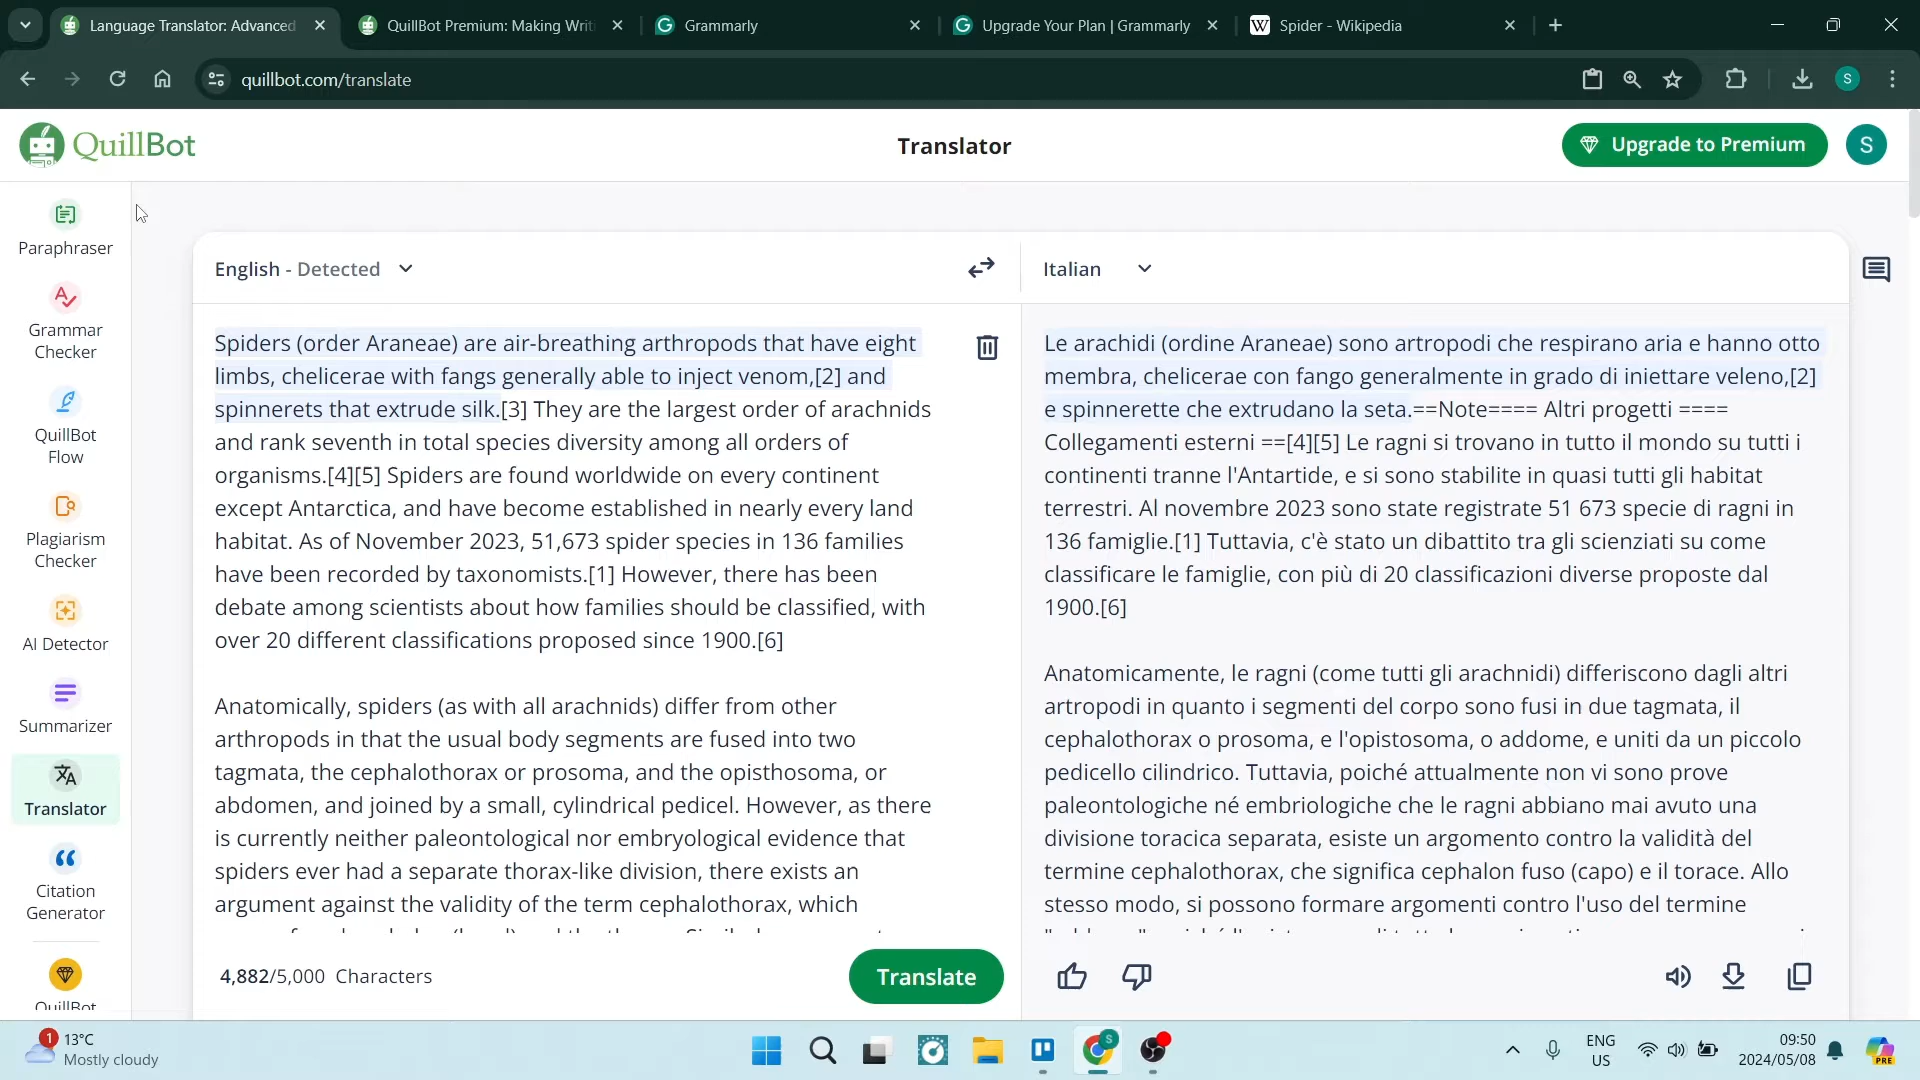 Language Translator: Advanced
QuillBot Premium: Making Writ
Grammarly
Upgrade Your Plan | Grammarly
Spider - Wikipedia
quillbot.com/translate
S
QuillBot
Translator
Upgrade to Premium
S
Paraphraser
Grammar
Checker
QuillBot
Flow
Plagiarism
Checker
AI Detector
Summarizer
Translator
Citation
Generator
QuillBot
English - Detected
Spiders (order Araneae) are air-breathing arthropods that have eight
limbs, chelicerae with fangs generally able to inject venom,[2] and
spinnerets that extrude silk.[3] They are the largest order of arachnids
and rank seventh in total species diversity among all orders of
organisms.[4][5] Spiders are found worldwide on every continent
except Antarctica, and have become established in nearly every land
habitat. As of November 2023, 51,673 spider species in 136 families
have been recorded by taxonomists.[1] However, there has been
debate among scientists about how families should be classified, with
over 20 different classifications proposed since 1900.[6]
Anatomically, spiders (as with all arachnids) differ from other
arthropods in that the usual body segments are fused into two
tagmata, the cephalothorax or prosoma, and the opisthosoma, or
abdomen, and joined by a small, cylindrical pedicel. However, as there
is currently neither paleontological nor embryological evidence that
spiders ever had a separate thorax-like division, there exists an
argument against the validity of the term cephalothorax, which
4,882/5,000 Characters
Translate
Italian
Le arachidi (ordine Araneae) sono artropodi che respirano aria e hanno otto
membra, chelicerae con fango generalmente in grado di iniettare veleno,[2]
e spinnerette che extrudano la seta.==Note==== Altri progetti ====
Collegamenti esterni ==[4][5] Le ragni si trovano in tutto il mondo su tutti i
continenti tranne l'Antartide, e si sono stabilite in quasi tutti gli habitat
terrestri. Al novembre 2023 sono state registrate 51 673 specie di ragni in
136 famiglie.[1] Tuttavia, c'è stato un dibattito tra gli scienziati su come
classificare le famiglie, con più di 20 classificazioni diverse proposte dal
1900.[6]
Anatomicamente, le ragni (come tutti gli arachnidi) differiscono dagli altri
artropodi in quanto i segmenti del corpo sono fusi in due tagmata, il
cephalothorax o prosoma, e l'opistosoma, o addome, e uniti da un piccolo
pedicello cilindrico. Tuttavia, poiché attualmente non vi sono prove
paleontologiche né embriologiche che le ragni abbiano mai avuto una
divisione toracica separata, esiste un argomento contro la validità del
termine cephalothorax, che significa cephalon fuso (capo) e il torace. Allo
stesso modo, si possono formare argomenti contro l'uso del termine
1
13°C
Mostly cloudy
ENG
US
09:50
2024/05/08
PRE